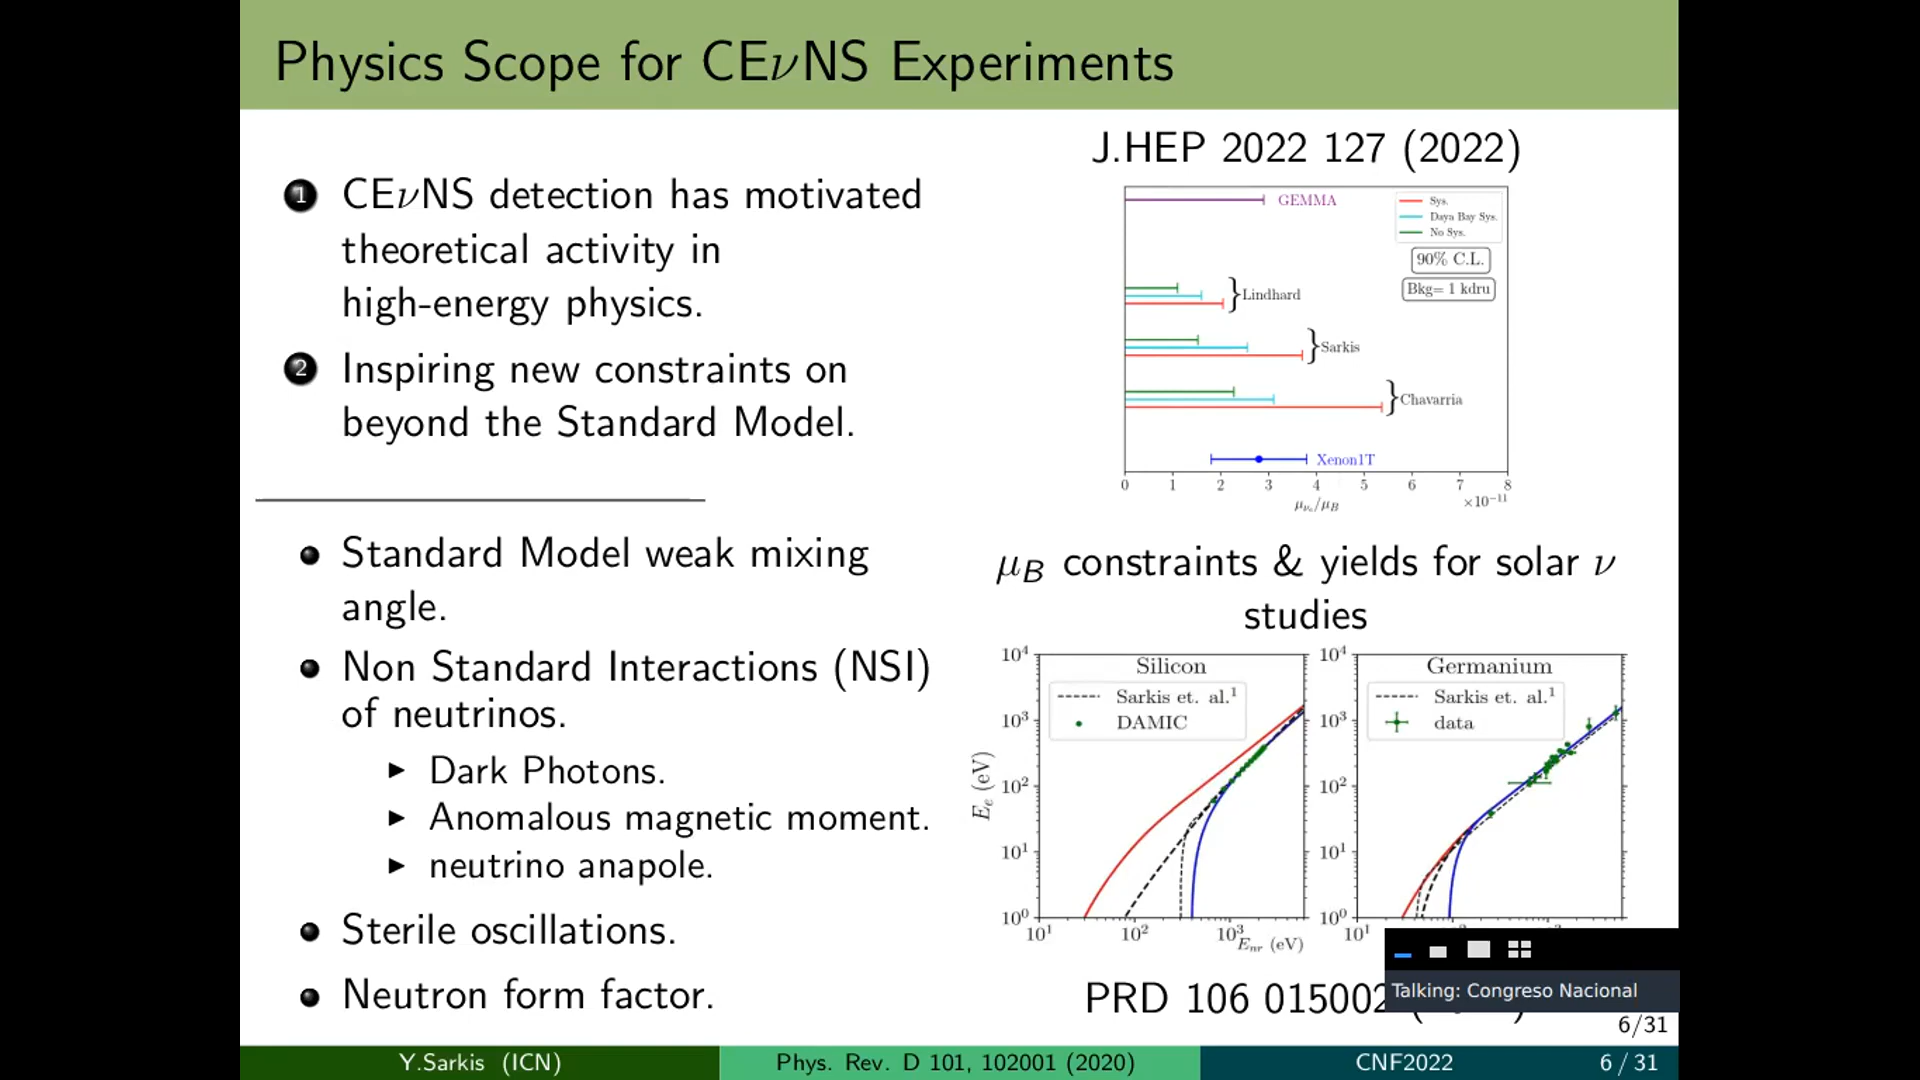 Physics Scope for CEνNS Experiments
1 CEνNS detection has motivated
theoretical activity in
high-energy physics.
2 Inspiring new constraints on
beyond the Standard Model.
Standard Model weak mixing
angle.
Non Standard Interactions (NSI)
of neutrinos.
Dark Photons.
Anomalous magnetic moment.
neutrino anapole.
Sterile oscillations.
Neutron form factor.
J.HEP 2022 127 (2022)
GEMMA
Sys.
Daya Bay Sys.
No Sys.
90% C.L.
Bkg= 1 kdru
Lindhard
Sarkis
Chavarria
Xenon1T
0 1 2 3 4 5 6 7 8
μνe/μB ×10⁻¹¹
μB constraints & yields for solar ν
studies
Silicon
Sarkis et. al.¹
DAMIC
10⁴
10³
10²
10¹
10⁰
Ee (eV)
10¹ 10² 10³
Enr (eV)
Germanium
Sarkis et. al.¹
data
10⁴
10³
10²
10¹
10⁰
10¹
PRD 106 015002
Talking: Congreso Nacional
6/31
Y.Sarkis (ICN) Phys. Rev. D 101, 102001 (2020) CNF2022 6 / 31